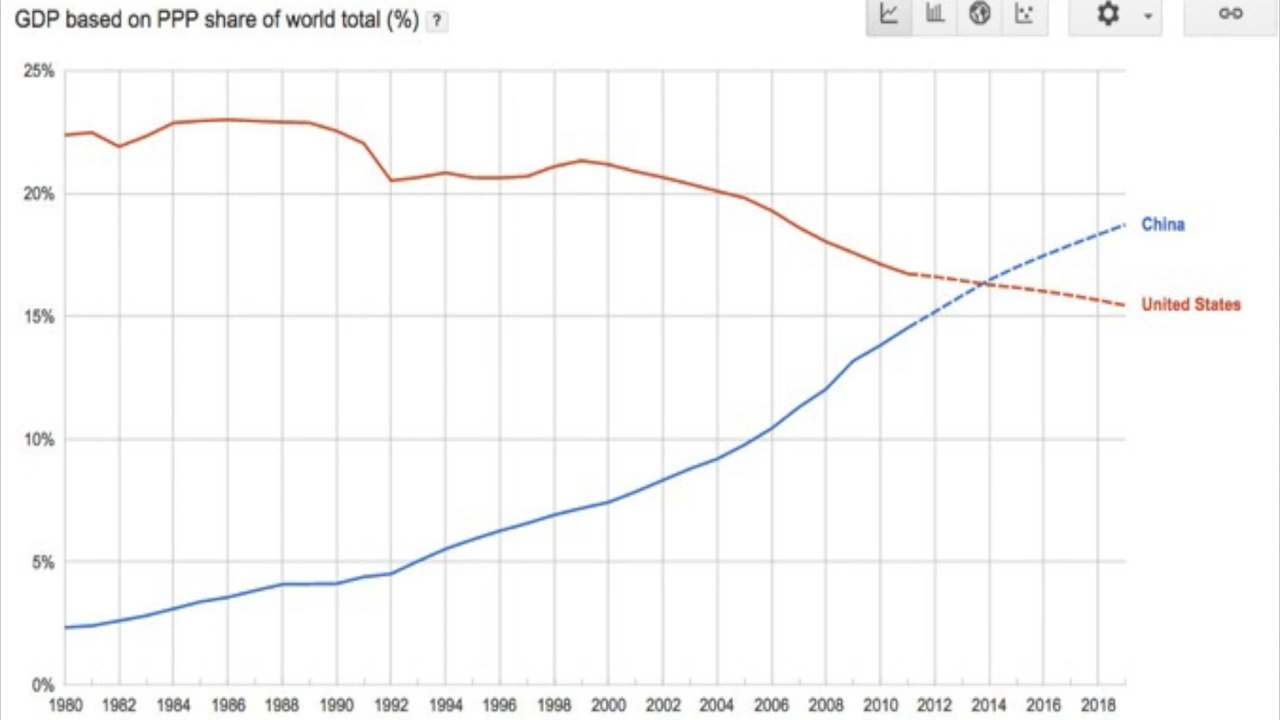 GDP based on PPP share of world total (%) ?
25%
20%
China
United States
15%
10%
5%
0%
1980 1982 1984 1986 1988 1990 1992 1994 1996 1998 2000 2002 2004 2006 2008 2010 2012 2014 2016 2018